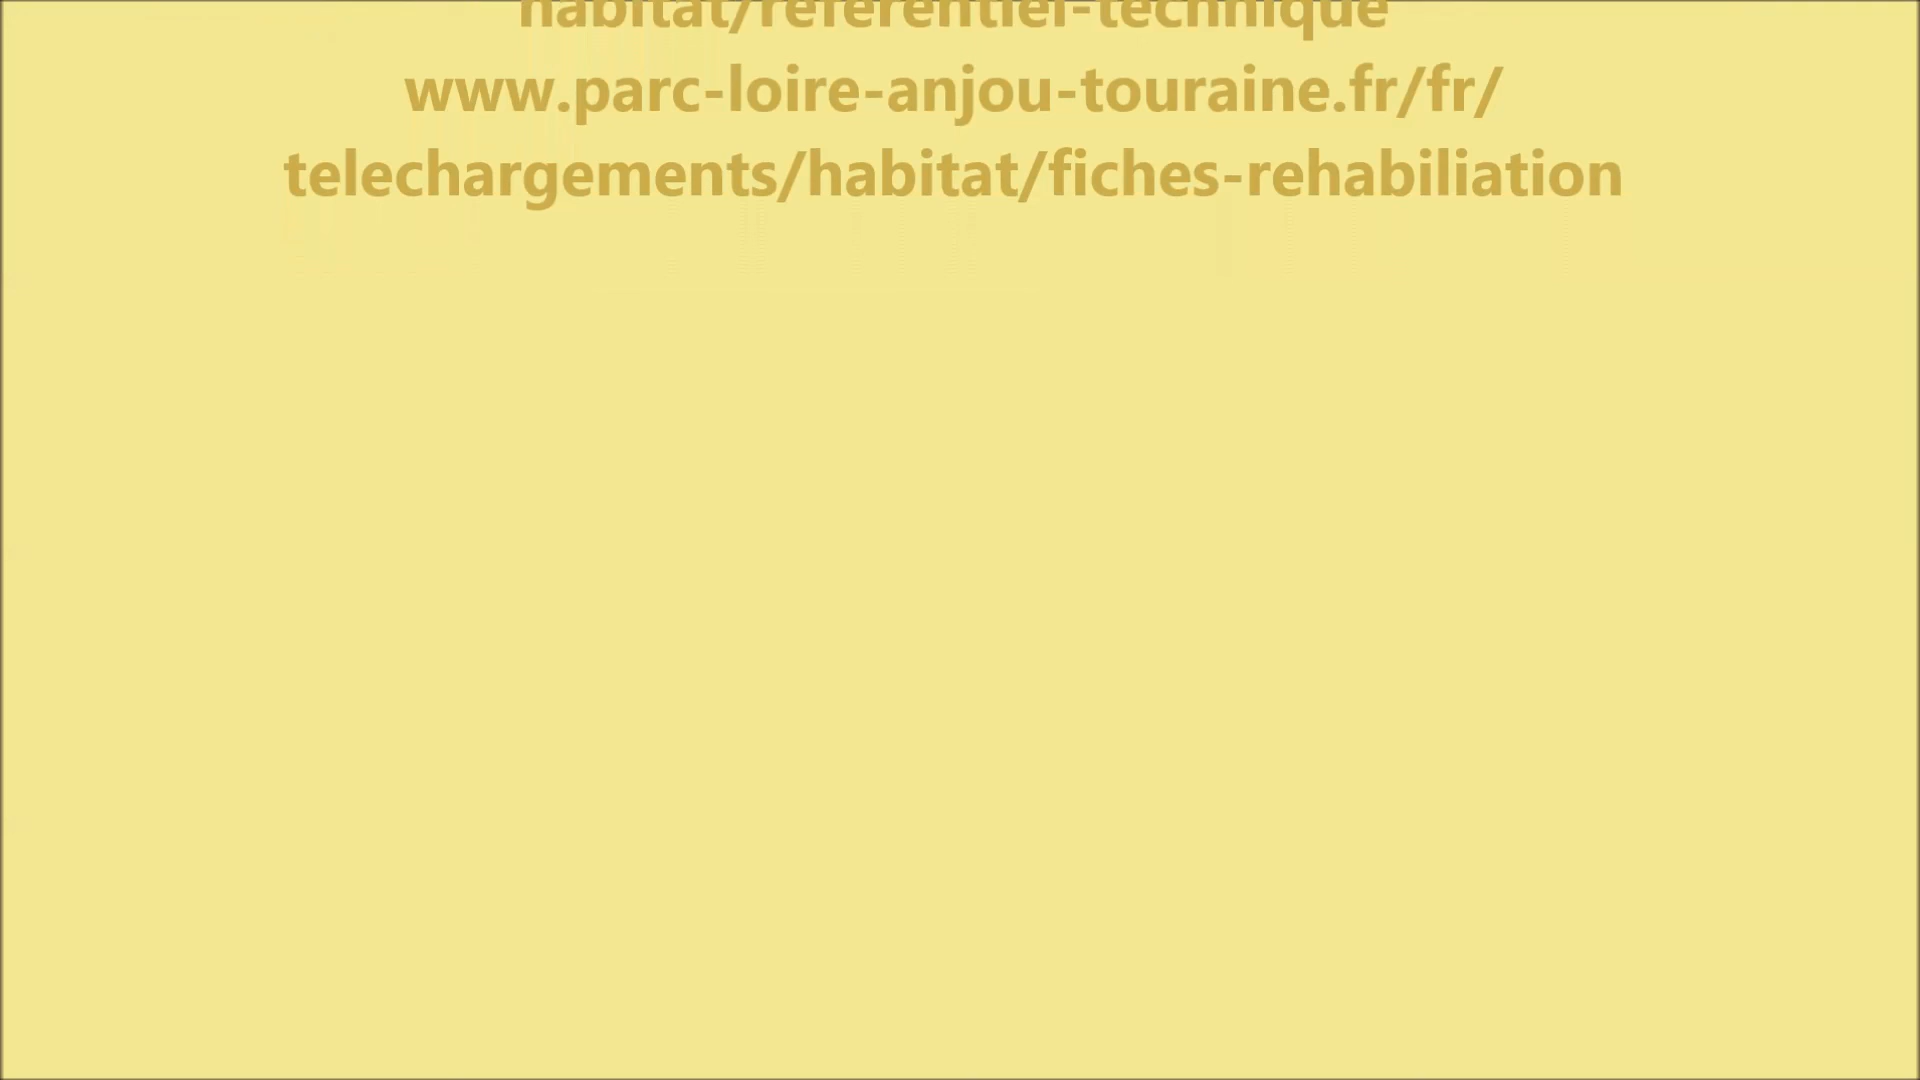 habitat/referentiel-technique
www.parc-loire-anjou-touraine.fr/fr/
telechargements/habitat/fiches-rehabiliation